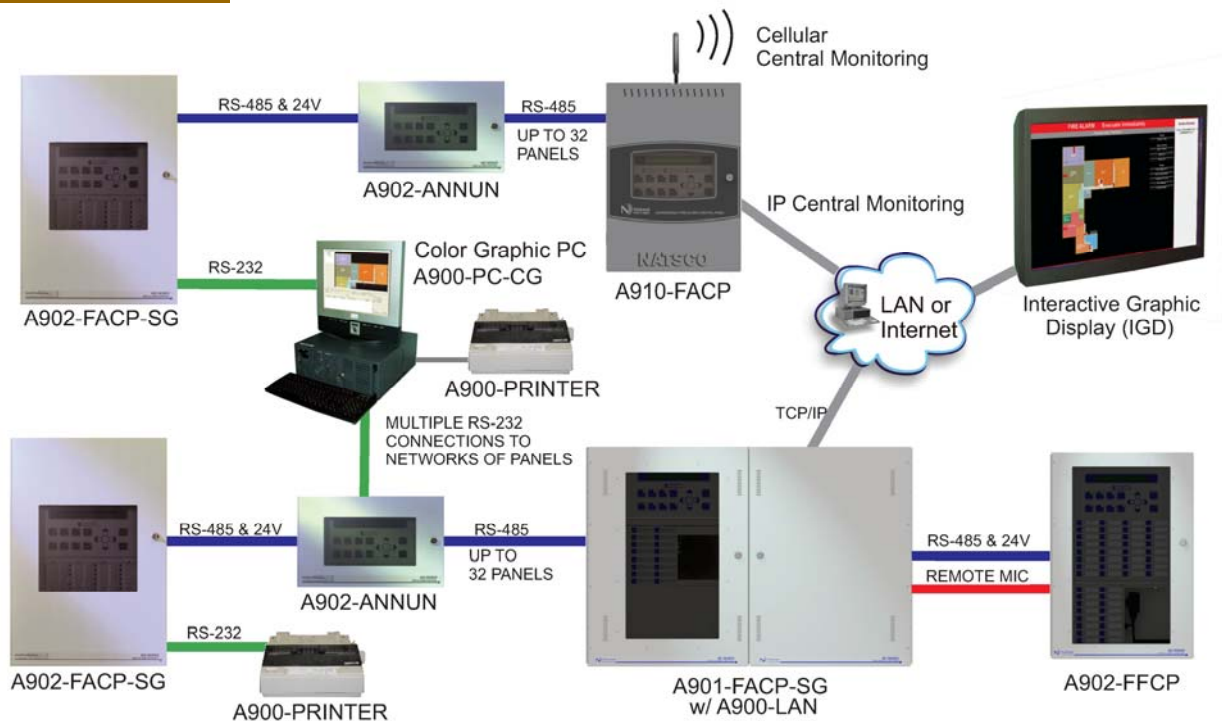 Cellular
Central Monitoring
RS-485 & 24V
RS-485
UP TO 32
PANELS
A902-ANNUN
FIRE ALARM Evacuate Immediately
IP Central Monitoring
RS-232
Color Graphic PC
A900-PC-CG
NATSCO
A910-FACP
A902-FACP-SG
LAN or
Internet
Interactive Graphic
Display (IGD)
A900-PRINTER
TCP/IP
MULTIPLE RS-232
CONNECTIONS TO
NETWORKS OF PANELS
RS-485 & 24V
RS-485
UP TO
32 PANELS
A902-ANNUN
RS-485 & 24V
REMOTE MIC
RS-232
A902-FACP-SG
A900-PRINTER
A901-FACP-SG
w/ A900-LAN
A902-FFCP